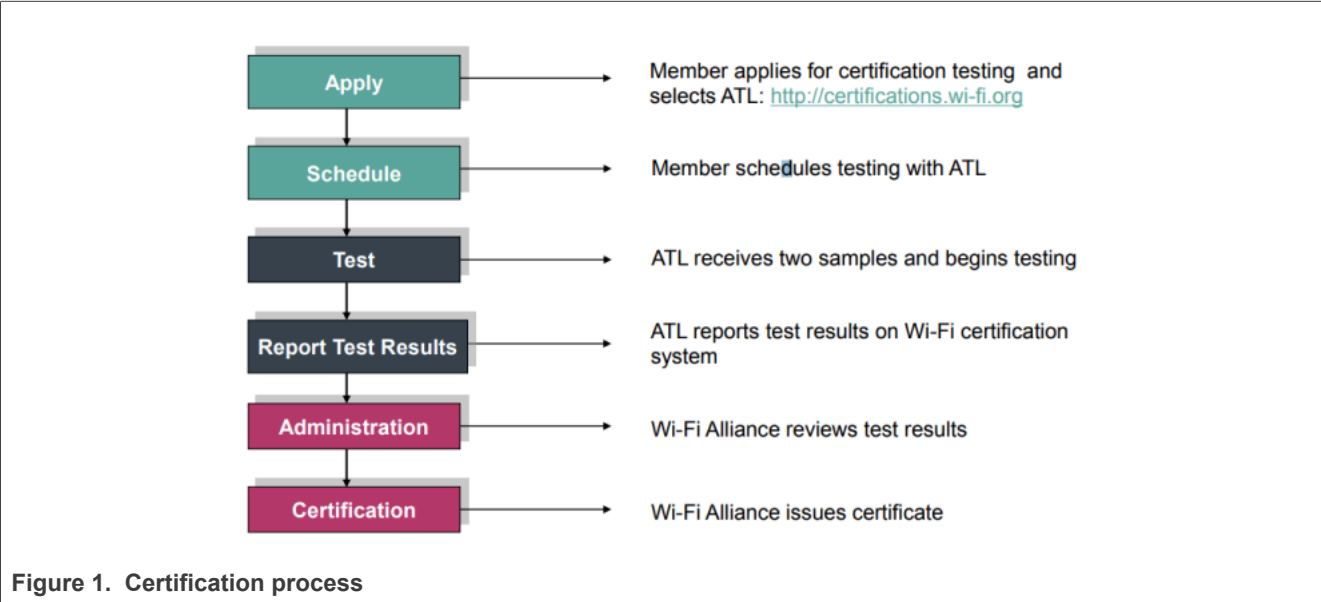 Apply
Member applies for certification testing and
selects ATL: http://certifications.wi-fi.org
Schedule
Member schedules testing with ATL
Test
ATL receives two samples and begins testing
Report Test Results
ATL reports test results on Wi-Fi certification
system
Administration
Wi-Fi Alliance reviews test results
Certification
Wi-Fi Alliance issues certificate
Figure 1. Certification process